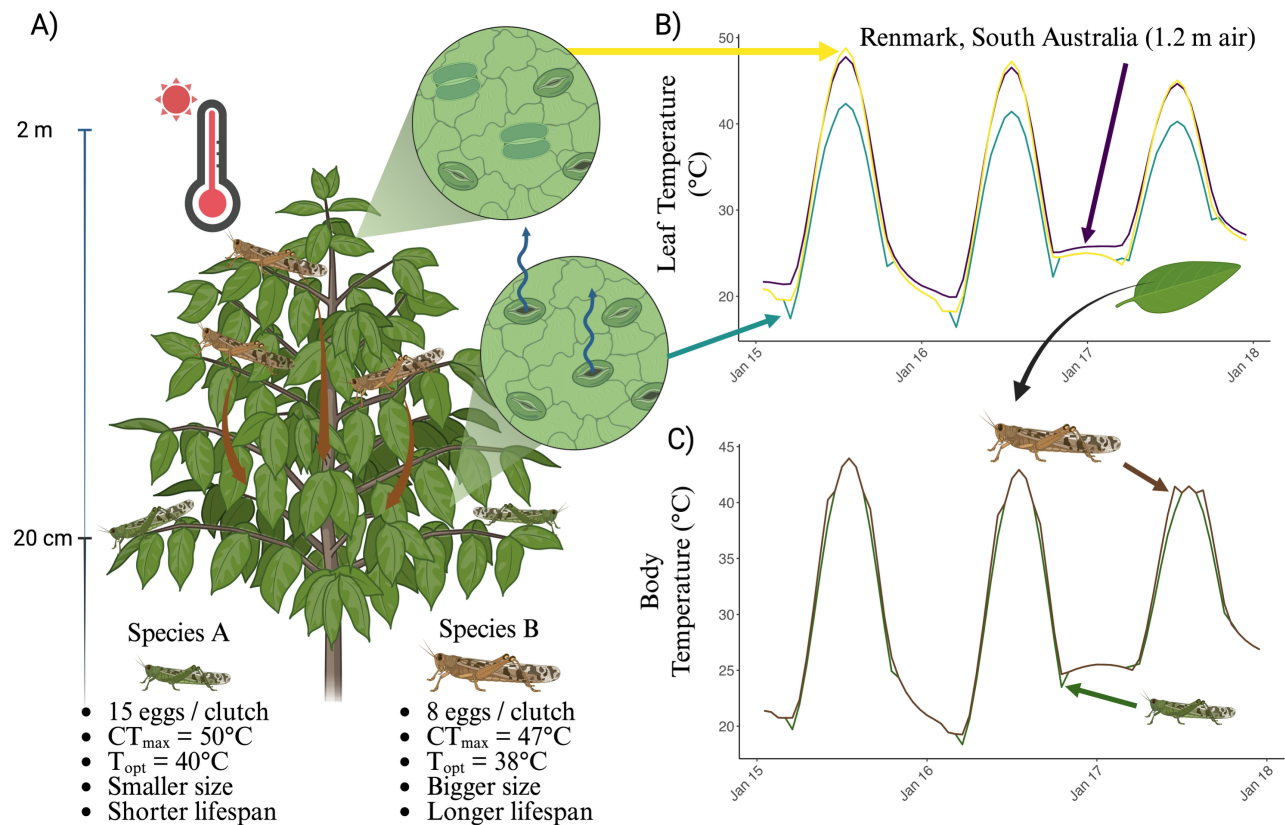 A)
2 m
20 cm
Species A
• 15 eggs / clutch
• CTmax = 50°C
• Topt = 40°C
• Smaller size
• Shorter lifespan
Species B
• 8 eggs / clutch
• CTmax = 47°C
• Topt = 38°C
• Bigger size
• Longer lifespan
B)
Renmark, South Australia (1.2 m air)
Leaf Temperature
(°C)
50
40
30
20
Jan 15
Jan 16
Jan 17
Jan 18
C)
Body
Temperature (°C)
45
40
35
30
25
20
Jan 15
Jan 16
Jan 17
Jan 18